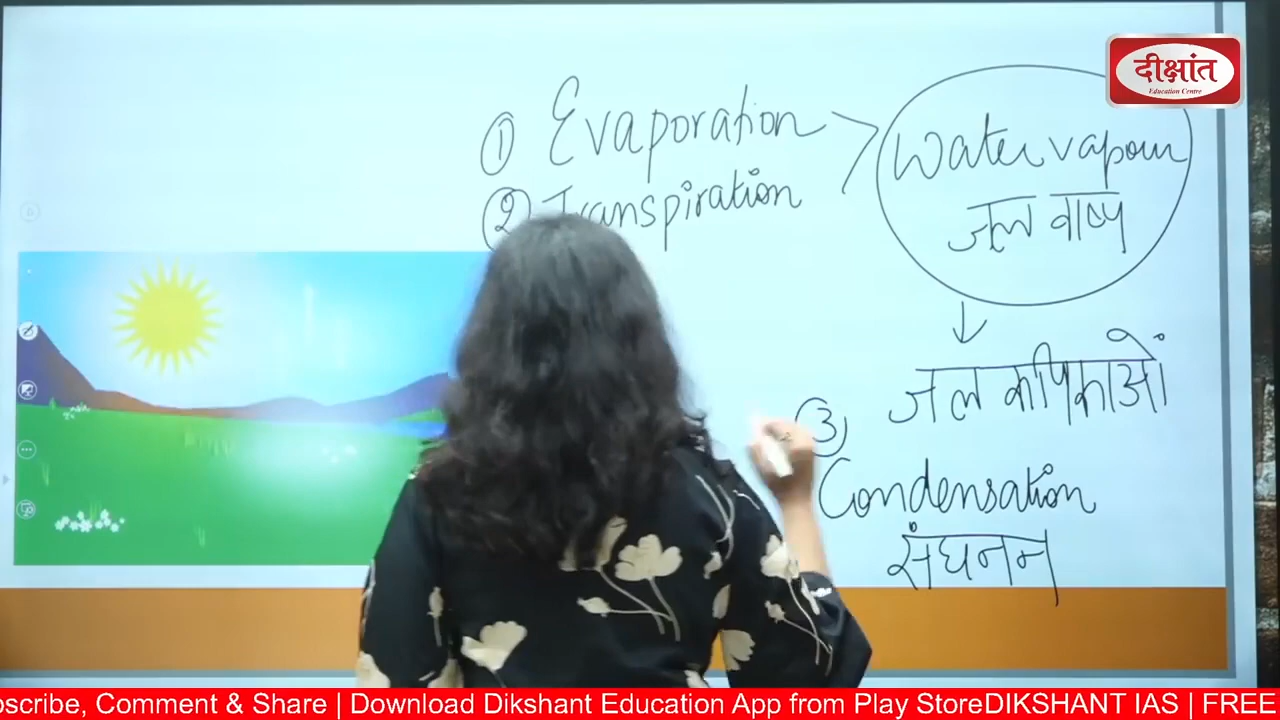 दीक्षांत
Education Centre
① Evaporation
② Transpiration
Water vapour
जल वाष्प
जल कणिकाओं
③
Condensation
संघनन
bscribe, Comment & Share | Download Dikshant Education App from Play StoreDIKSHANT IAS | FREE